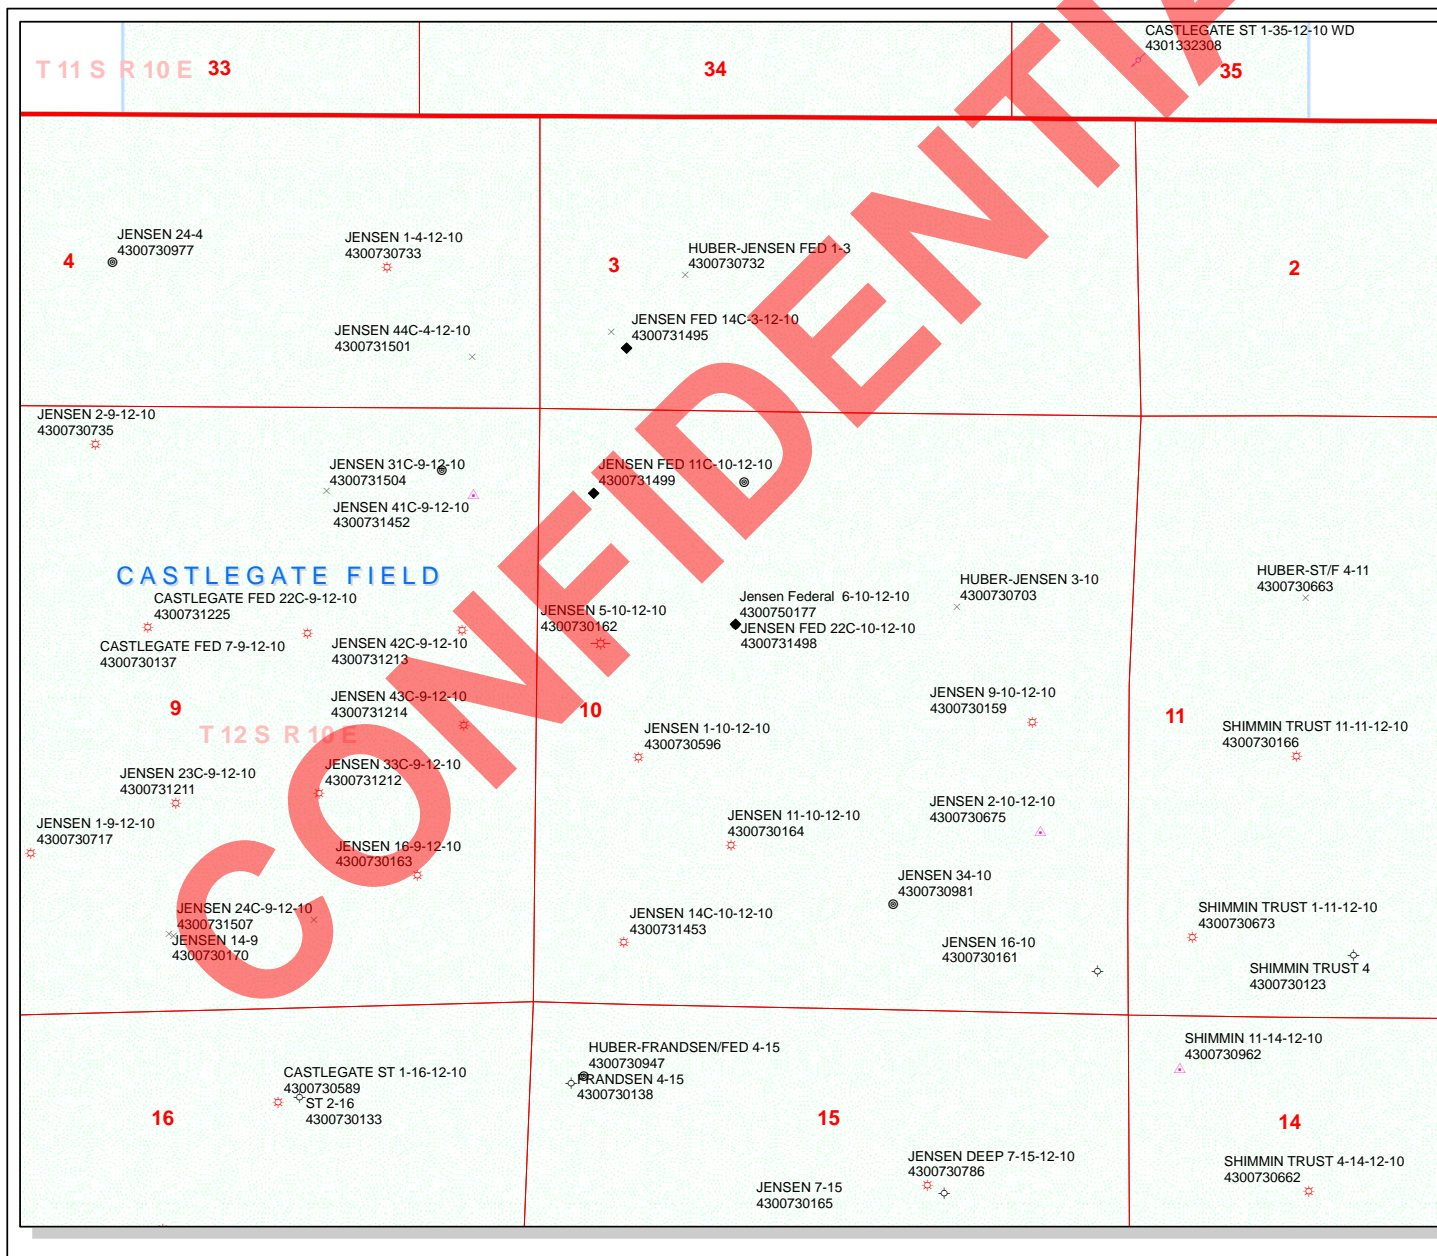 CASTLEGATE ST 1-35-12-10 WD
4301332308
T 11 S R 10 E
33
34
35
JENSEN 24-4
4300730977
JENSEN 1-4-12-10
4300730733
HUBER-JENSEN FED 1-3
4300730732
4
3
2
JENSEN 44C-4-12-10
4300731501
JENSEN FED 14C-3-12-10
4300731495
JENSEN 2-9-12-10
4300730735
JENSEN 31C-9-12-10
4300731504
JENSEN 41C-9-12-10
4300731452
JENSEN FED 11C-10-12-10
4300731499
CASTLEGATE FIELD
CASTLEGATE FED 22C-9-12-10
4300731225
CASTLEGATE FED 7-9-12-10
4300730137
JENSEN 42C-9-12-10
4300731213
JENSEN 5-10-12-10
4300730162
Jensen Federal 6-10-12-10
4300750177
JENSEN FED 22C-10-12-10
4300731498
HUBER-JENSEN 3-10
4300730703
HUBER-ST/F 4-11
4300730663
JENSEN 43C-9-12-10
4300731214
9
10
11
T 12 S R 10 E
JENSEN 9-10-12-10
4300730159
JENSEN 1-10-12-10
4300730596
SHIMMIN TRUST 11-11-12-10
4300730166
JENSEN 23C-9-12-10
4300731211
JENSEN 33C-9-12-10
4300731212
JENSEN 2-10-12-10
4300730675
JENSEN 1-9-12-10
4300730717
JENSEN 16-9-12-10
4300730163
JENSEN 11-10-12-10
4300730164
JENSEN 34-10
4300730981
JENSEN 24C-9-12-10
4300731507
JENSEN 14-9
4300730170
JENSEN 14C-10-12-10
4300731453
JENSEN 16-10
4300730161
SHIMMIN TRUST 1-11-12-10
4300730673
SHIMMIN TRUST 4
4300730123
HUBER-FRANDSEN/FED 4-15
4300730947
FRANDSEN 4-15
4300730138
SHIMMIN 11-14-12-10
4300730962
CASTLEGATE ST 1-16-12-10
4300730589
ST 2-16
4300730133
16
15
14
JENSEN DEEP 7-15-12-10
4300730786
JENSEN 7-15
4300730165
SHIMMIN TRUST 4-14-12-10
4300730662
CONFIDENTIA